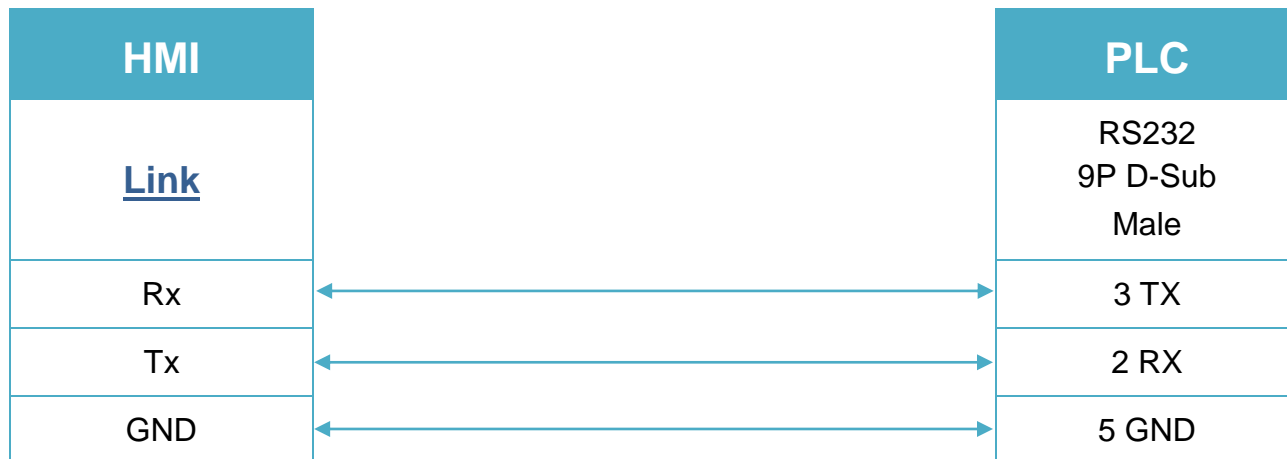 HMI
PLC
Link
RS232
9P D-Sub
Male
Rx
3 TX
Tx
2 RX
GND
5 GND